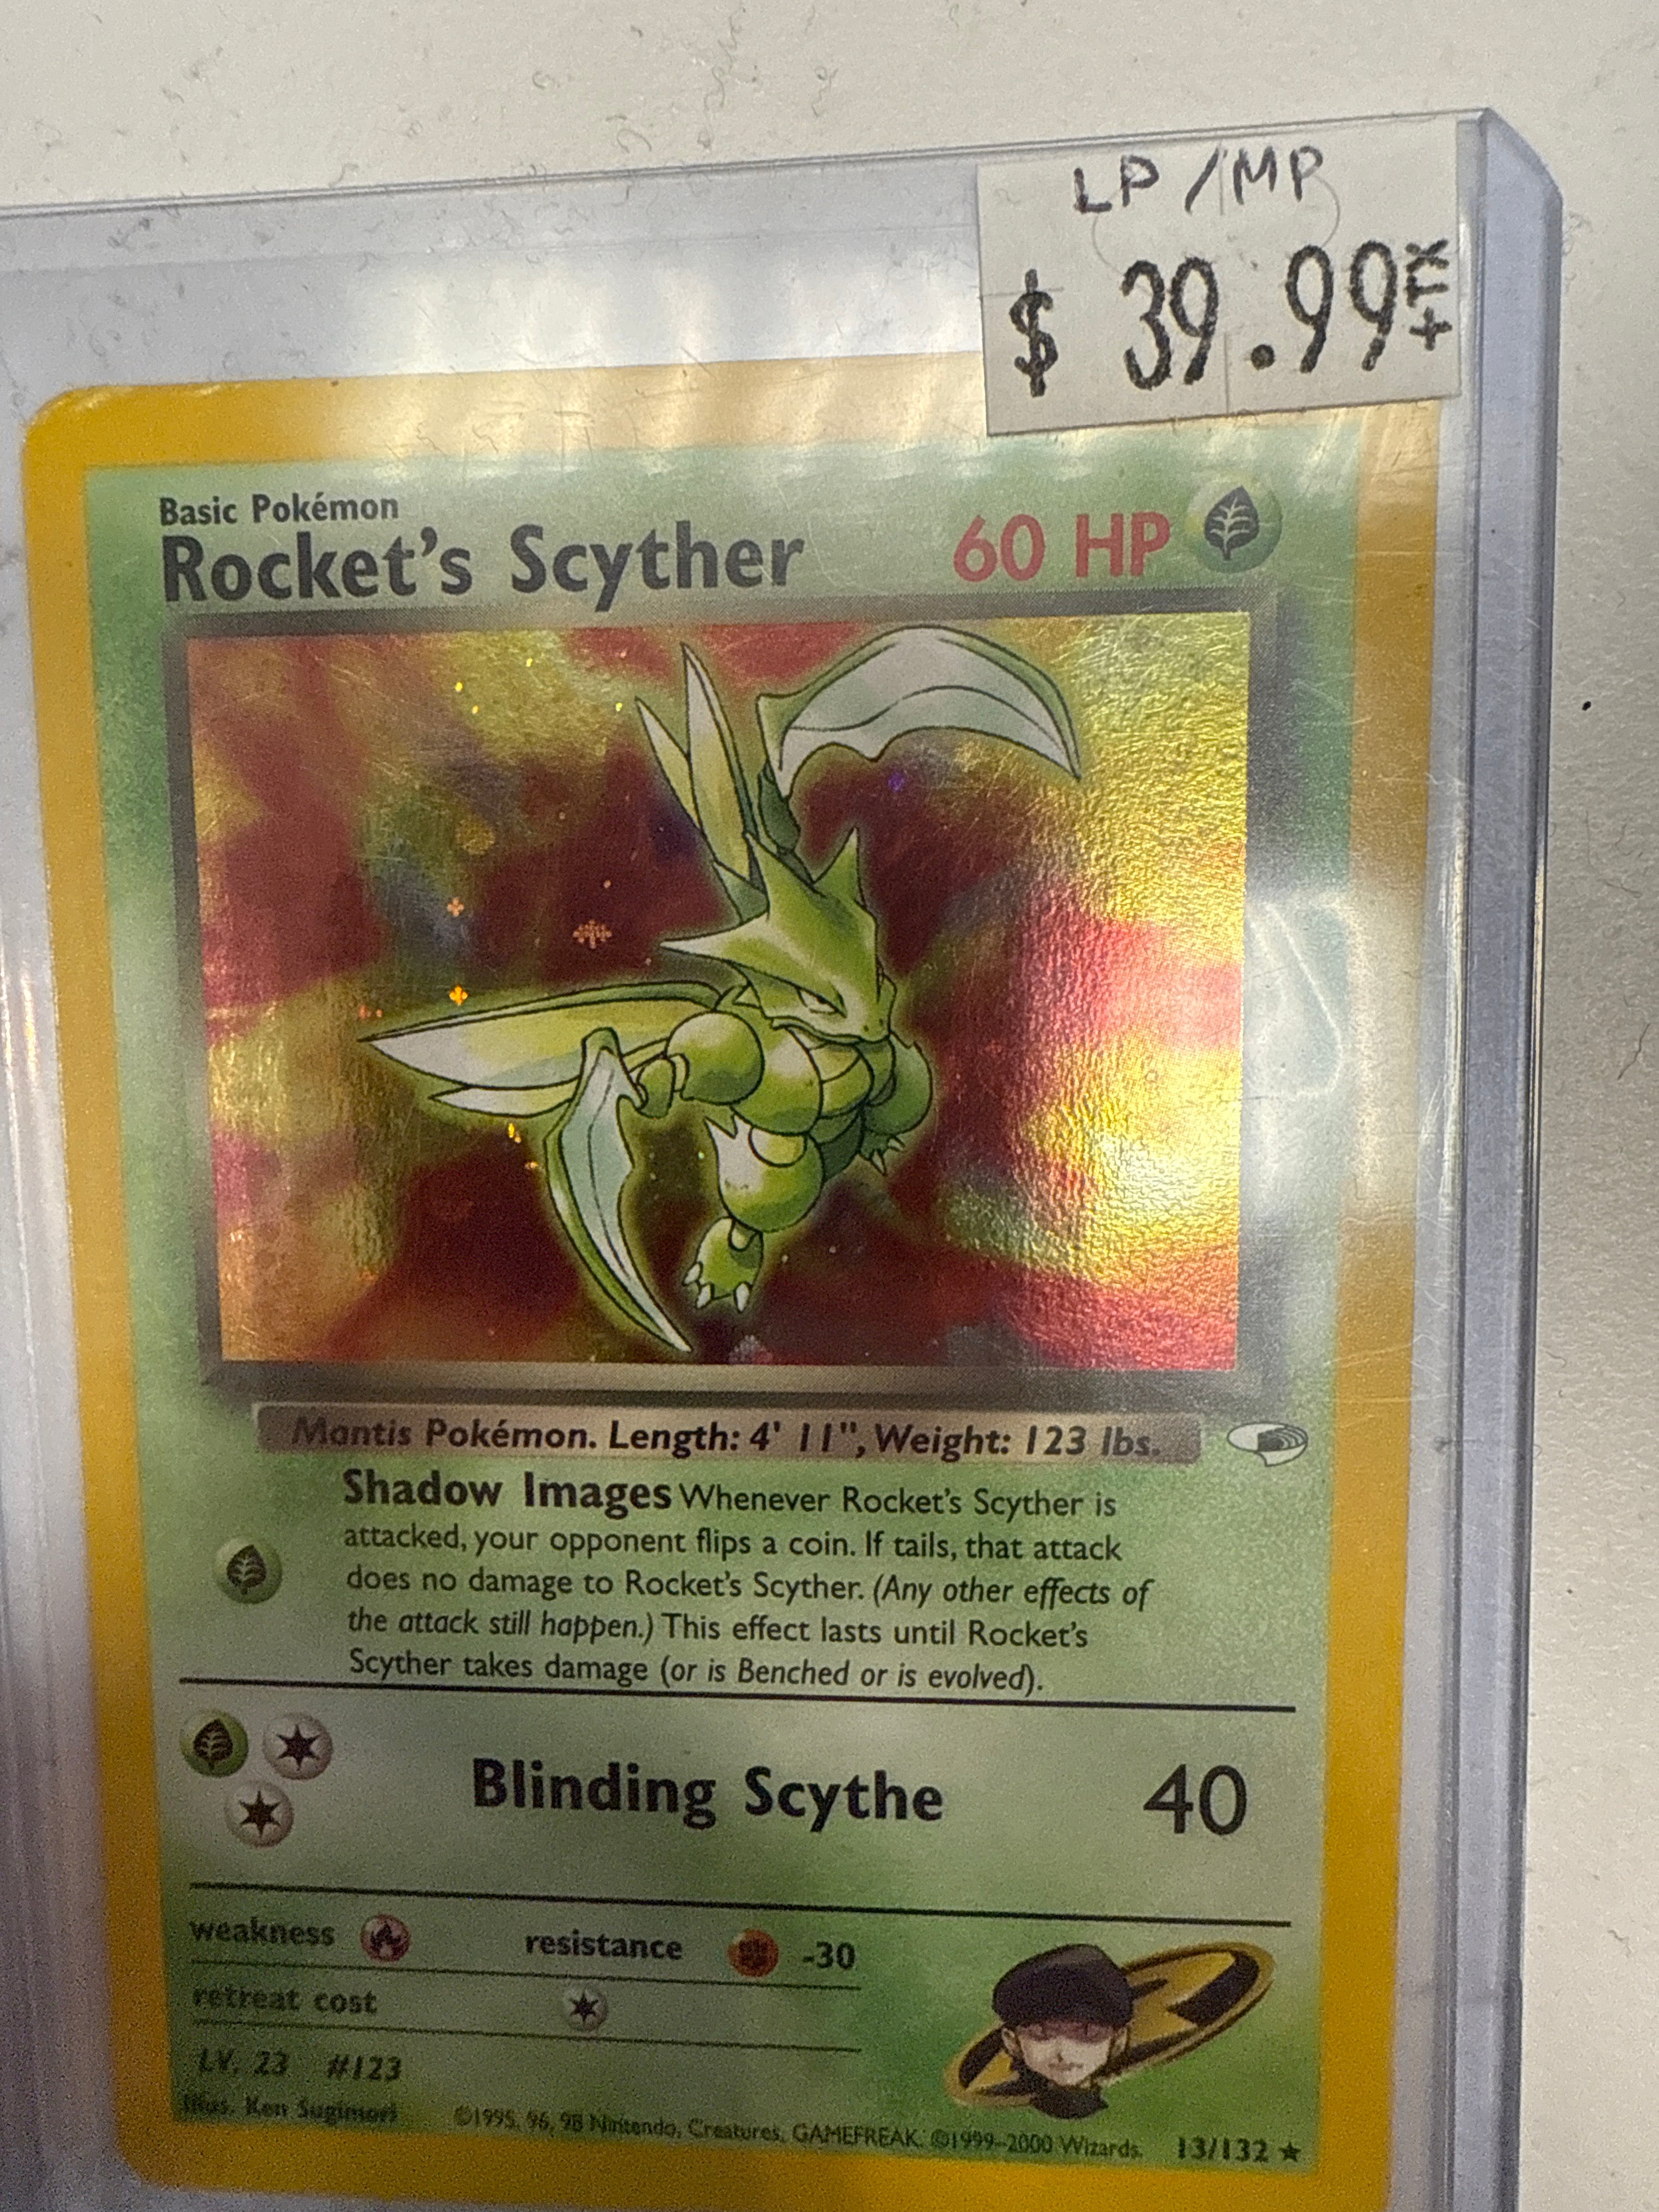 LP/MP
$39.99+TX
Basic Pokémon
Rocket's Scyther 60 HP
Mantis Pokémon. Length: 4' 11", Weight: 123 lbs.
Shadow Images Whenever Rocket's Scyther is
attacked, your opponent flips a coin. If tails, that attack
does no damage to Rocket's Scyther. (Any other effects of
the attack still happen.) This effect lasts until Rocket's
Scyther takes damage (or is Benched or is evolved).
Blinding Scythe 40
weakness resistance -30
retreat cost
LV. 23 #123
Illus. Ken Sugimori ©1995, 96, 98 Nintendo, Creatures, GAMEFREAK. ©1999-2000 Wizards. 13/132 ★